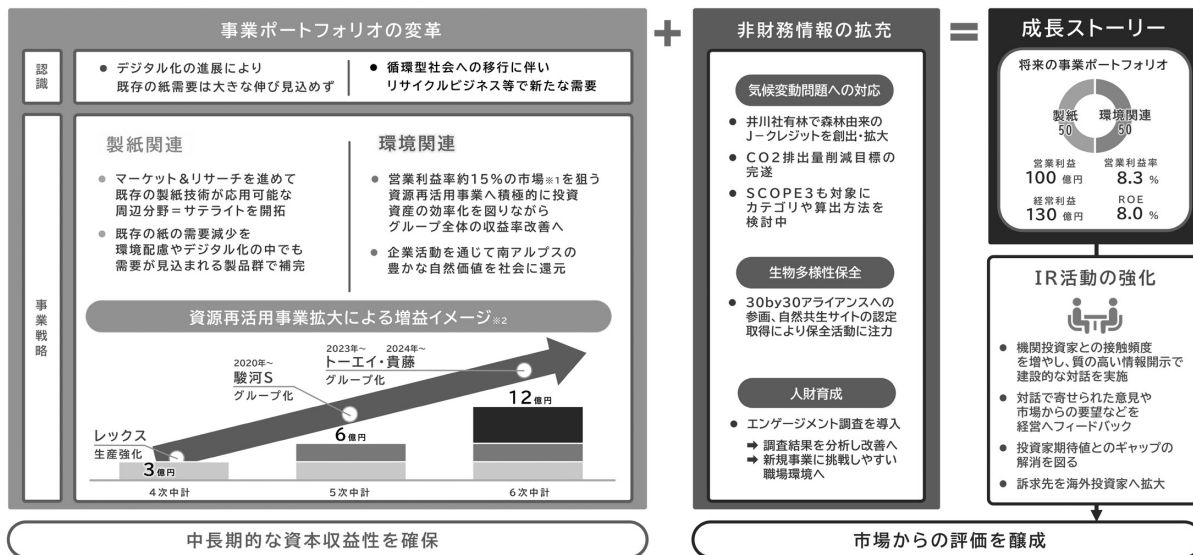 事業ポートフォリオの変革
認識
● デジタル化の進展により
既存の紙需要は大きな伸び見込めず
● 循環型社会への移行に伴い
リサイクルビジネス等で新たな需要
事業戦略
製紙関連
● マーケット&リサーチを進めて
既存の製紙技術が応用可能な
周辺分野=サテライトを開拓
● 既存の紙の需要減少を
環境配慮やデジタル化の中でも
需要が見込まれる製品群で補完
環境関連
● 営業利益率約15%の市場※1を狙う
資源再活用事業へ積極的に投資
資産の効率化を図りながら
グループ全体の収益率改善へ
● 企業活動を通じて南アルプスの
豊かな自然価値を社会に還元
資源再活用事業拡大による増益イメージ※2
レックス
生産強化
3億円
4次中計
2020年~
駿河S
グループ化
6億円
5次中計
2023年~ 2024年~
トーエイ・貴藤
グループ化
12億円
6次中計
中長期的な資本収益性を確保
+
非財務情報の拡充
気候変動問題への対応
● 井川社有林で森林由来の
J-クレジットを創出・拡大
● CO2排出量削減目標の
完遂
● SCOPE3も対象に
カテゴリや算出方法を
検討中
生物多様性保全
● 30by30アライアンスへの
参画、自然共生サイトの認定
取得により保全活動に注力
人財育成
● エンゲージメント調査を導入
➡ 調査結果を分析し改善へ
➡ 新規事業に挑戦しやすい
職場環境へ
=
成長ストーリー
将来の事業ポートフォリオ
製紙 環境関連
50 50
営業利益 営業利益率
100 億円 8.3 %
経常利益 ROE
130 億円 8.0 %
IR活動の強化
● 機関投資家との接触頻度
を増やし、質の高い情報開示で
建設的な対話を実施
● 対話で寄せられた意見や
市場からの要望などを
経営へフィードバック
● 投資家期待値とのギャップの
解消を図る
● 訴求先を海外投資家へ拡大
市場からの評価を醸成